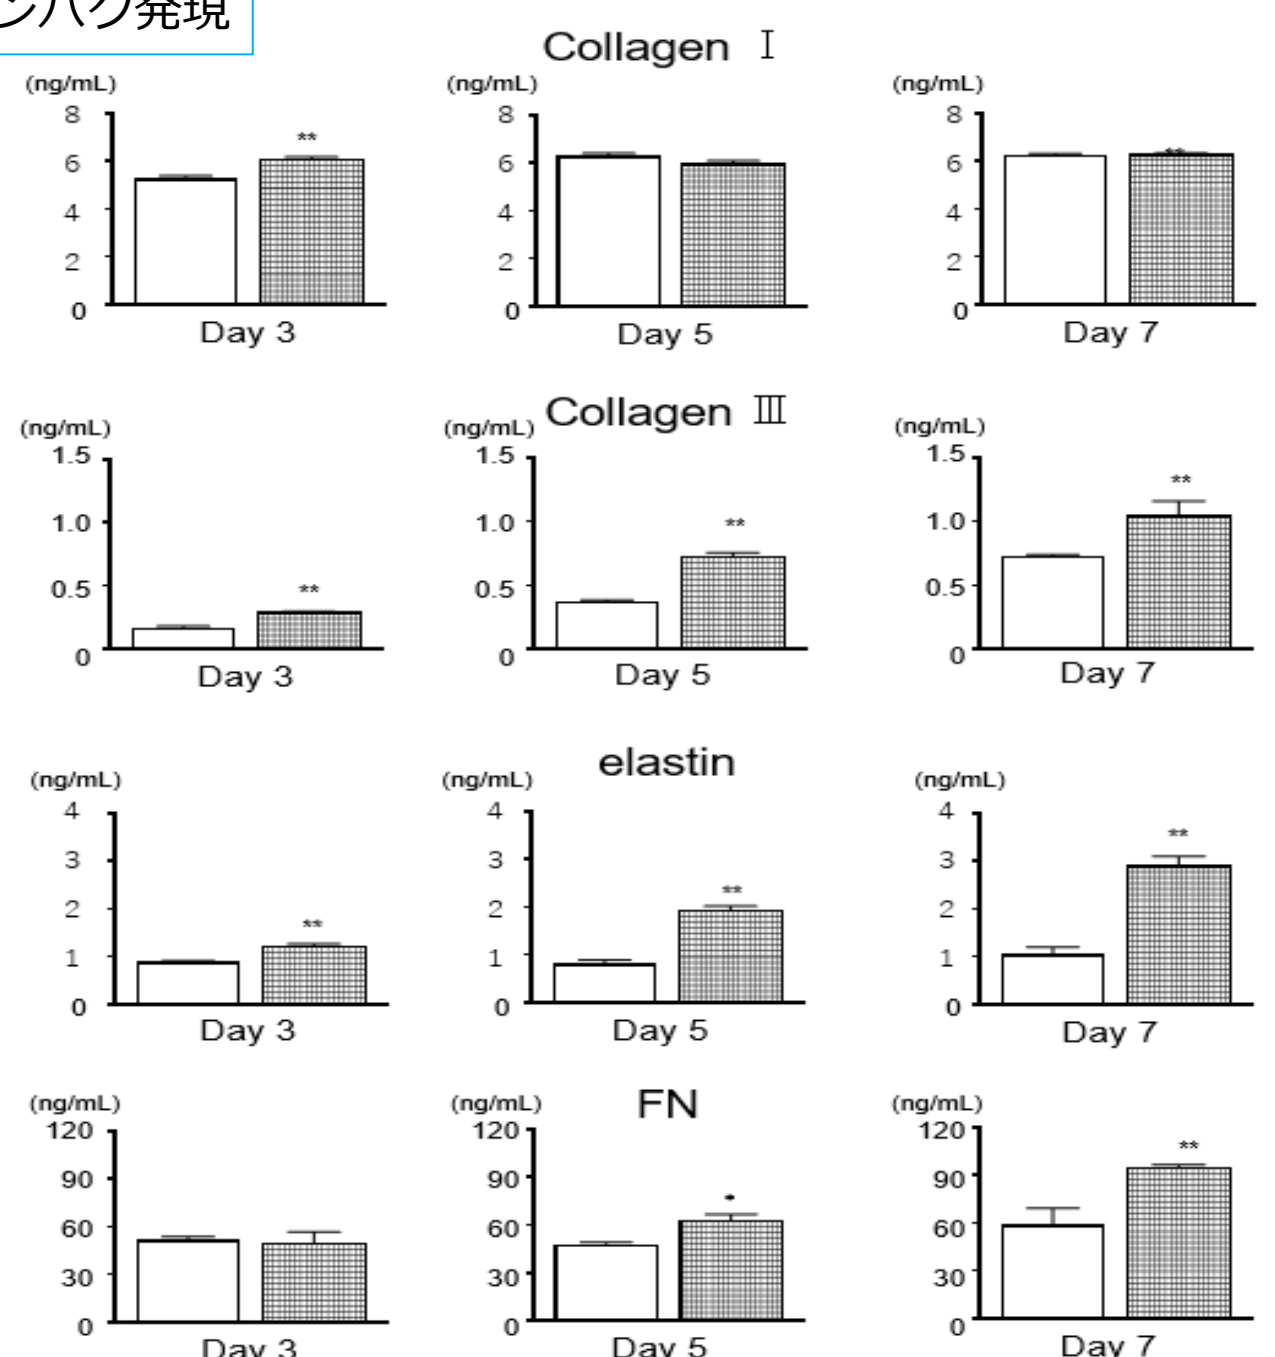 ンパク発現
Collagen Ⅰ
(ng/mL) (ng/mL) (ng/mL)
8 8 8
** **
6 6 6
4 4 4
2 2 2
0 0 0
Day 3 Day 5 Day 7
Collagen Ⅲ
(ng/mL) (ng/mL) (ng/mL)
1.5 1.5 1.5
**
1.0 1.0 1.0
**
0.5 0.5 0.5
**
0 0 0
Day 3 Day 5 Day 7
elastin
(ng/mL) (ng/mL) (ng/mL)
4 4 4
**
3 3 3
**
2 2 2
**
1 1 1
0 0 0
Day 3 Day 5 Day 7
FN
(ng/mL) (ng/mL) (ng/mL)
120 120 120
**
90 90 90
*
60 60 60
30 30 30
0 0 0
Day 3 Day 5 Day 7